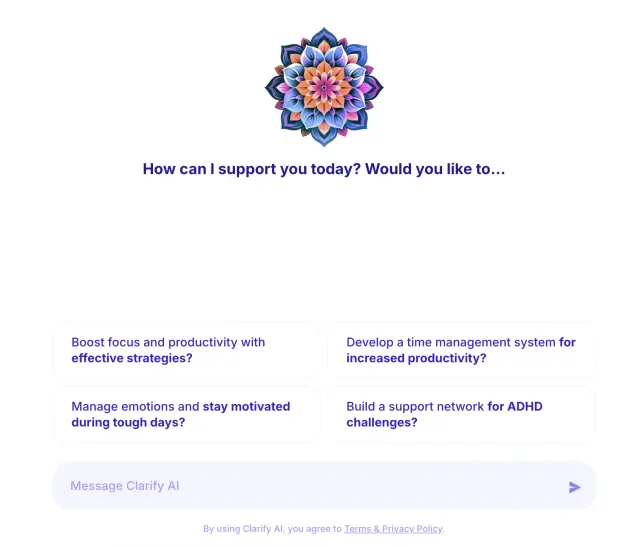 How can I support you today? Would you like to...
Boost focus and productivity with
effective strategies?
Develop a time management system for
increased productivity?
Manage emotions and stay motivated
during tough days?
Build a support network for ADHD
challenges?
Message Clarify AI
By using Clarify AI, you agree to Terms & Privacy Policy.